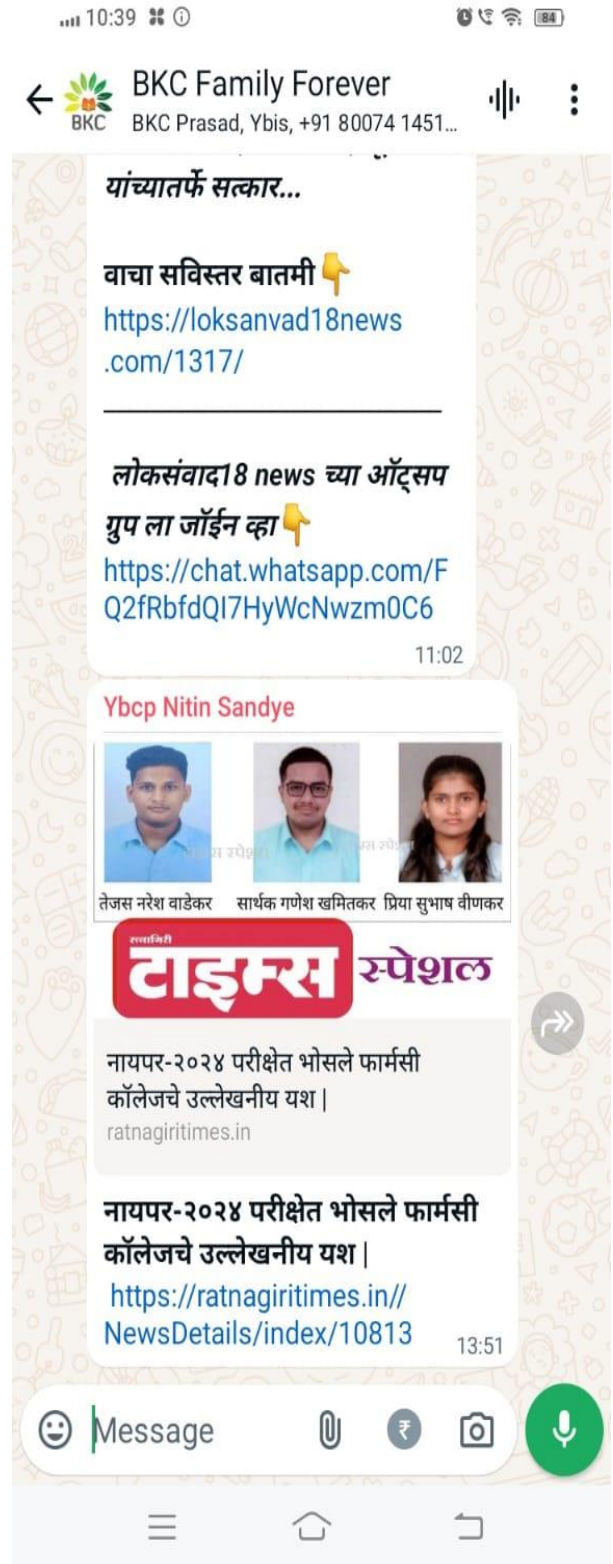 10:39
84
BKC Family Forever
BKC
BKC Prasad, Ybis, +91 80074 1451...
यांच्यातर्फे सत्कार...
वाचा सविस्तर बातमी👇
https://loksanvad18news
.com/1317/
लोकसंवाद18 news च्या ऑट्सप
ग्रुप ला जॉईन व्हा👇
https://chat.whatsapp.com/F
Q2fRbfdQI7HyWcNwzm0C6
11:02
Ybcp Nitin Sandye
तेजस नरेश वाडेकर सार्थक गणेश खमितकर प्रिया सुभाष वीणकर
रत्नागिरी
टाइम्स स्पेशल
नायपर-२०२४ परीक्षेत भोसले फार्मसी
कॉलेजचे उल्लेखनीय यश |
ratnagiritimes.in
नायपर-२०२४ परीक्षेत भोसले फार्मसी
कॉलेजचे उल्लेखनीय यश |
https://ratnagiritimes.in//
NewsDetails/index/10813
13:51
Message
₹